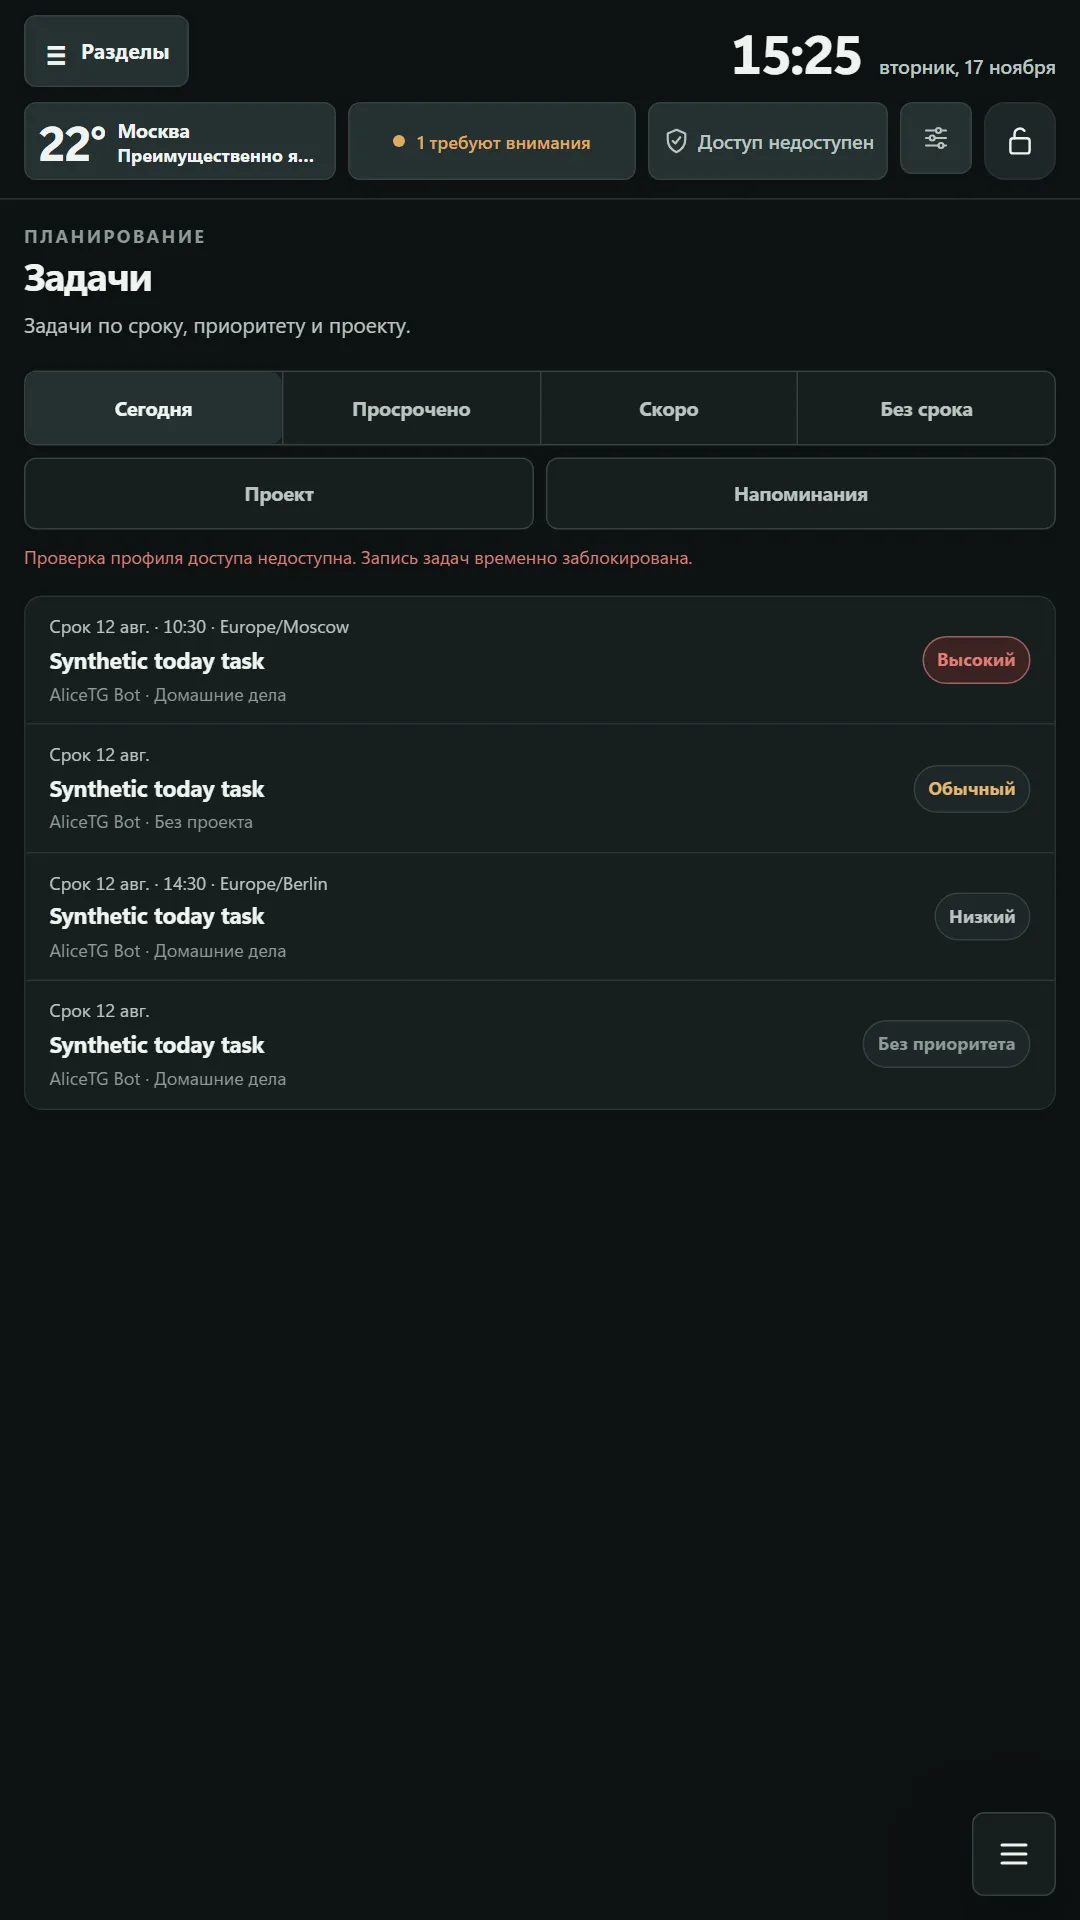 Разделы
15:25 вторник, 17 ноября
22° Москва
Преимущественно я...
1 требуют внимания
Доступ недоступен
ПЛАНИРОВАНИЕ
Задачи
Задачи по сроку, приоритету и проекту.
Сегодня
Просрочено
Скоро
Без срока
Проект
Напоминания
Проверка профиля доступа недоступна. Запись задач временно заблокирована.
Срок 12 авг. · 10:30 · Europe/Moscow
Synthetic today task
AliceTG Bot · Домашние дела
Высокий
Срок 12 авг.
Synthetic today task
AliceTG Bot · Без проекта
Обычный
Срок 12 авг. · 14:30 · Europe/Berlin
Synthetic today task
AliceTG Bot · Домашние дела
Низкий
Срок 12 авг.
Synthetic today task
AliceTG Bot · Домашние дела
Без приоритета